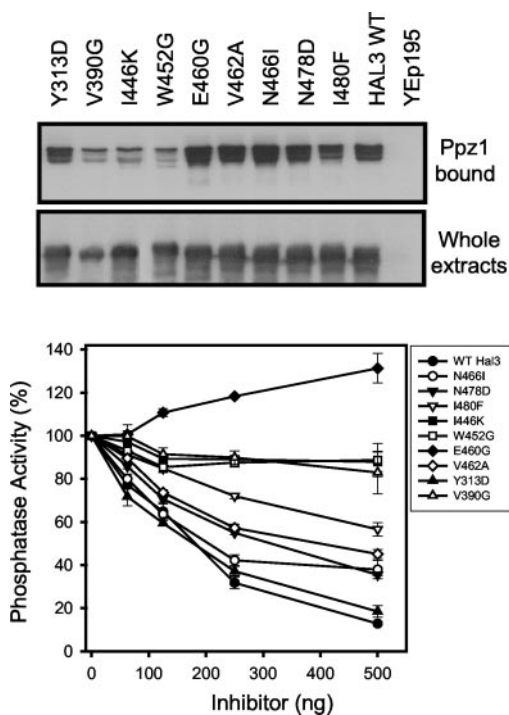 Y313D
V390G
I446K
W452G
E460G
V462A
N466I
N478D
I480F
HAL3 WT
YEp195
Ppz1
bound
Whole
extracts
140
120
100
80
60
40
20
0
Phosphatase Activity (%)
0
100
200
300
400
500
Inhibitor (ng)
WT Hal3
N466I
N478D
I480F
I446K
W452G
E460G
V462A
Y313D
V390G